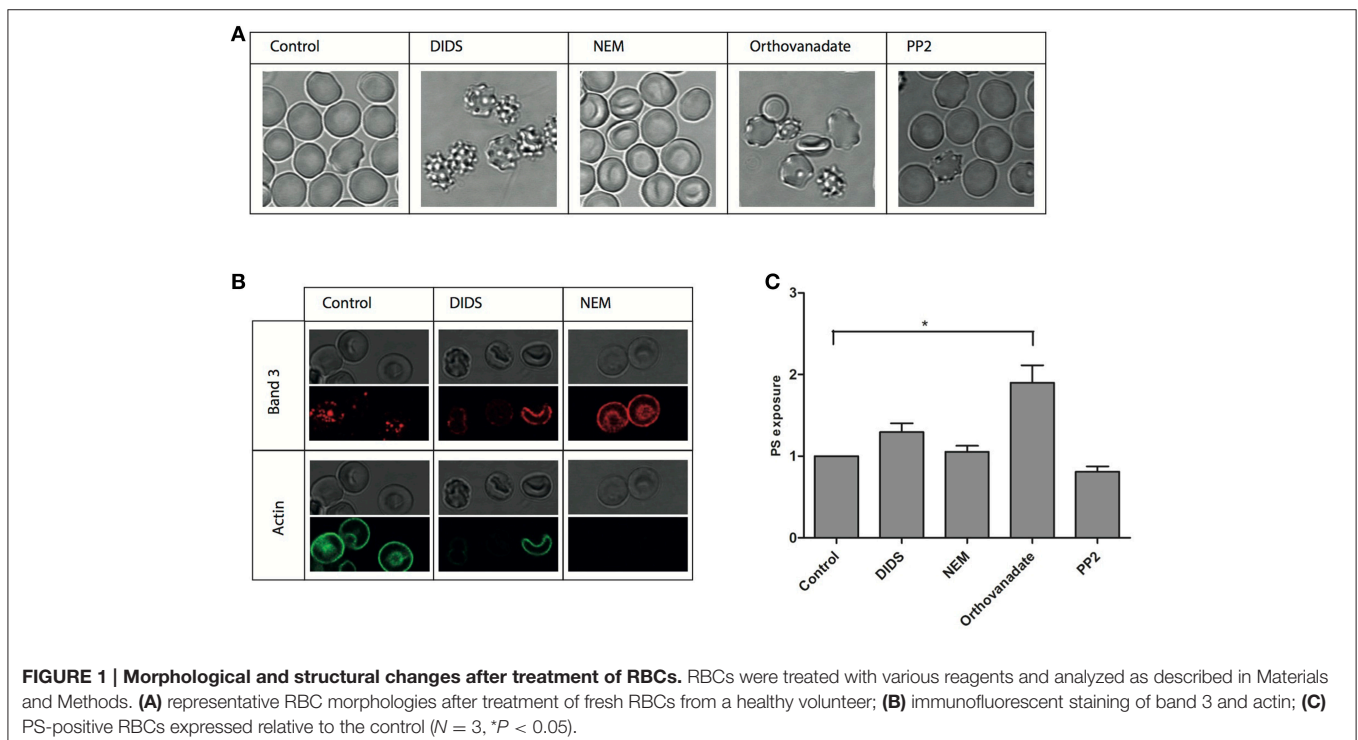 A
Control DIDS NEM Orthovanadate PP2
B
Control DIDS NEM
Band 3
Actin
C
3
2
1
0
PS exposure
*
Control
DIDS
NEM
Orthovanadate
PP2
FIGURE 1 | Morphological and structural changes after treatment of RBCs. RBCs were treated with various reagents and analyzed as described in Materials
and Methods. (A) representative RBC morphologies after treatment of fresh RBCs from a healthy volunteer; (B) immunofluorescent staining of band 3 and actin; (C)
PS-positive RBCs expressed relative to the control (N = 3, *P < 0.05).